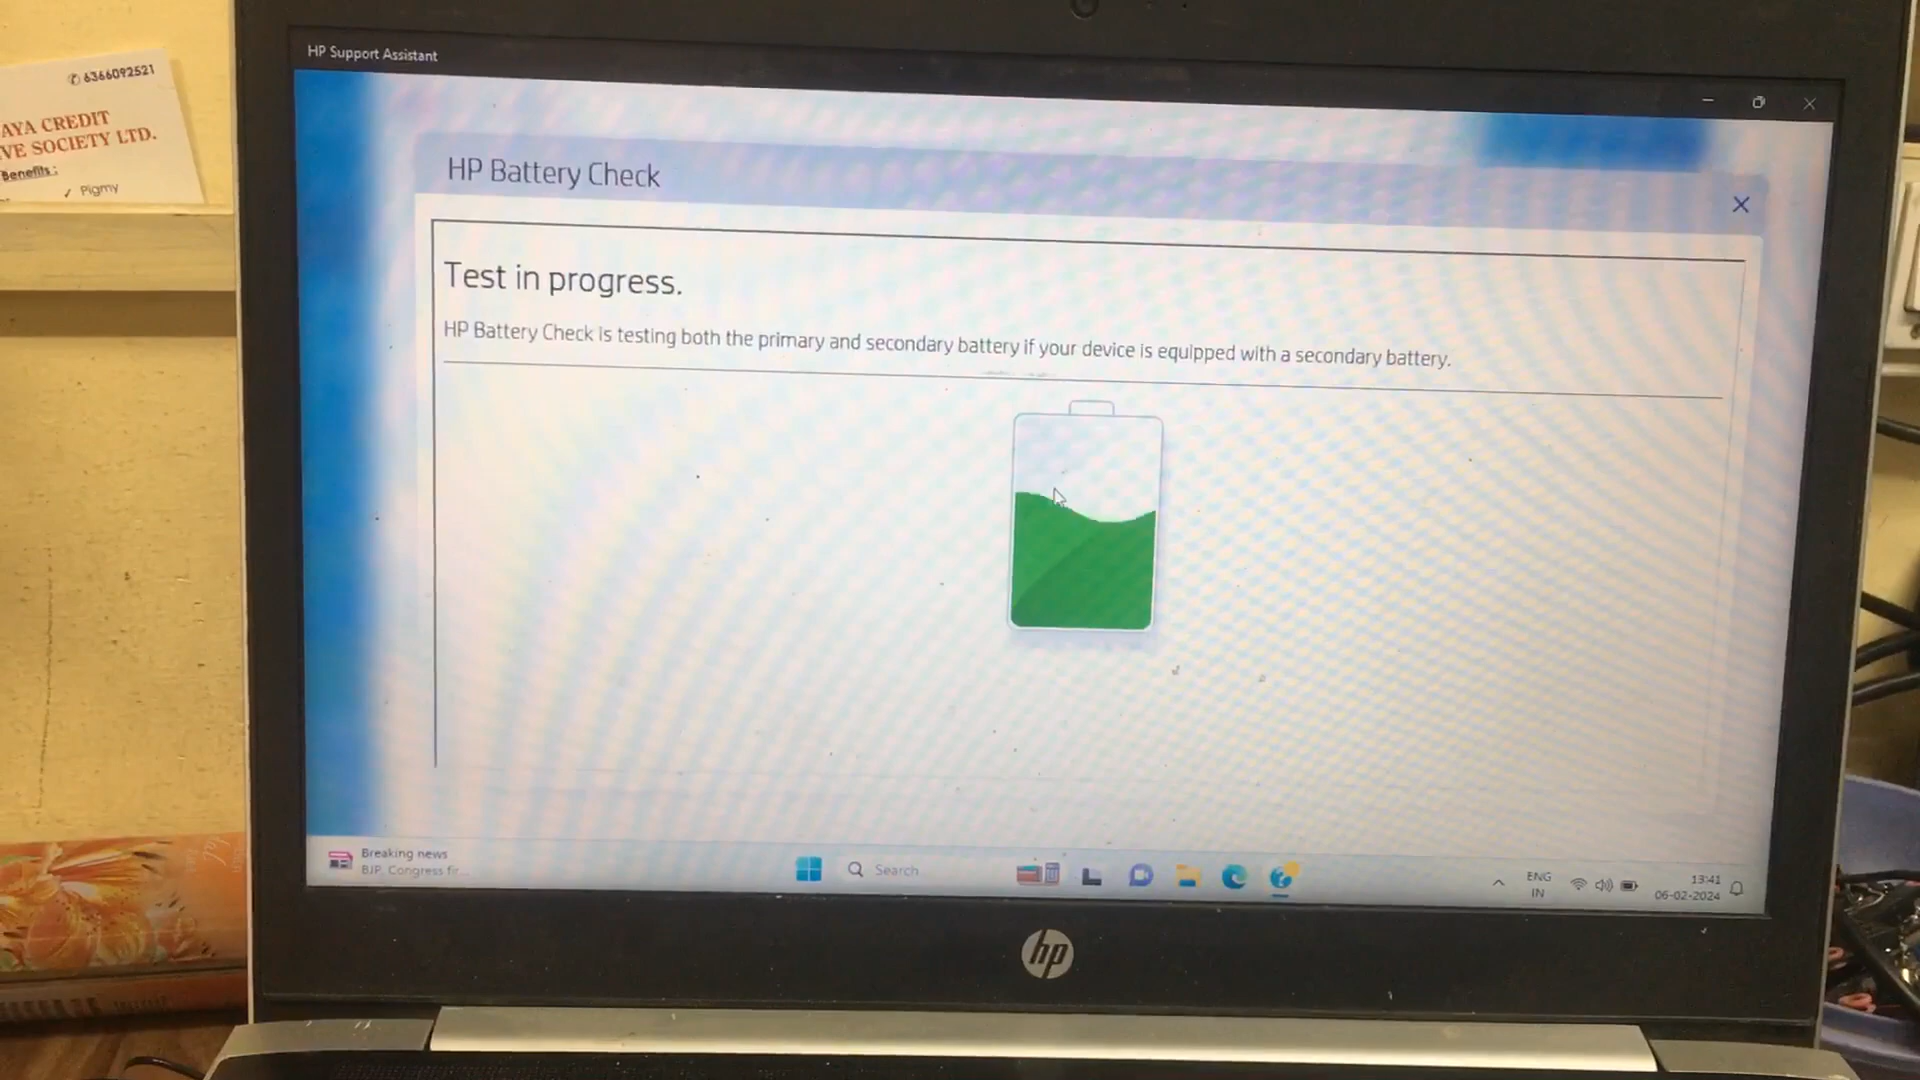 HP Support Assistant
✆ 6366092521
AYA CREDIT
VE SOCIETY LTD.
Benefits :
✓ Pigmy
HP Battery Check
Test in progress.
HP Battery Check is testing both the primary and secondary battery if your device is equipped with a secondary battery.
Breaking news
BJP, Congress fir...
Search
ENG
IN
13:41
06-02-2024
hp